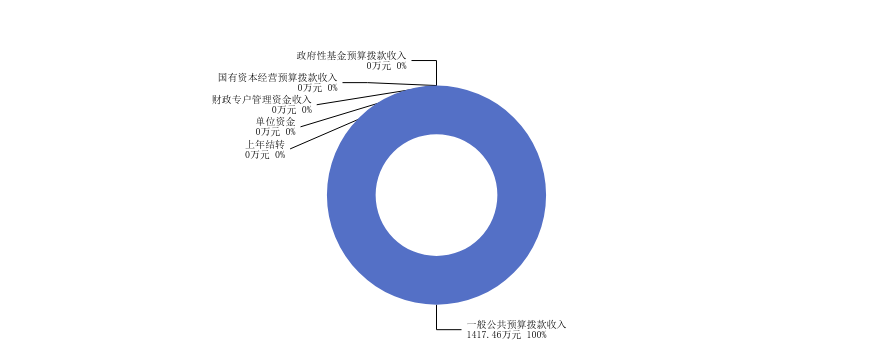 政府性基金预算拨款收入
0万元 0%
国有资本经营预算拨款收入
0万元 0%
财政专户管理资金收入
0万元 0%
单位资金
0万元 0%
上年结转
0万元 0%
一般公共预算拨款收入
1417.46万元 100%